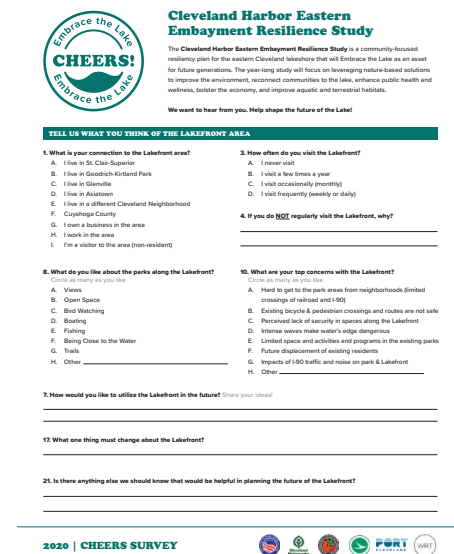 Embrace the Lake
CHEERS!
Embrace the Lake
Cleveland Harbor Eastern
Embayment Resilience Study
The Cleveland Harbor Eastern Embayment Resilience Study is a community-focused
resiliency plan for the eastern Cleveland lakeshore that will Embrace the Lake as an asset
for future generations. The year-long study will focus on leveraging nature-based solutions
to improve the environment, reconnect communities to the lake, enhance public health and
wellness, bolster the economy, and improve aquatic and terrestrial habitats.
We want to hear from you. Help shape the future of the Lake!
TELL US WHAT YOU THINK OF THE LAKEFRONT AREA
1. What is your connection to the Lakefront area?
A. I live in St. Clair-Superior
B. I live in Goodrich-Kirtland Park
C. I live in Glenville
D. I live in Asiatown
E. I live in a different Cleveland Neighborhood
F. Cuyahoga County
G. I own a business in the area
H. I work in the area
I. I'm a visitor to the area (non-resident)
3. How often do you visit the Lakefront?
A. I never visit
B. I visit a few times a year
C. I visit occasionally (monthly)
D. I visit frequently (weekly or daily)
4. If you do NOT regularly visit the Lakefront, why?
8. What do you like about the parks along the Lakefront?
Circle as many as you like
A. Views
B. Open Space
C. Bird Watching
D. Boating
E. Fishing
F. Being Close to the Water
G. Trails
H. Other
10. What are your top concerns with the Lakefront?
Circle as many as you like
A. Hard to get to the park areas from neighborhoods (limited
crossings of railroad and I-90)
B. Existing bicycle & pedestrian crossings and routes are not safe
C. Perceived lack of security in spaces along the Lakefront
D. Intense waves make water's edge dangerous
E. Limited space and activities and programs in the existing parks
F. Future displacement of existing residents
G. Impacts of I-90 traffic and noise on park & Lakefront
H. Other
7. How would you like to utilize the Lakefront in the future? Share your ideas!
17. What one thing must change about the Lakefront?
21. Is there anything else we should know that would be helpful in planning the future of the Lakefront?
2020 | CHEERS SURVEY
PORT
CLEVELAND
WRT